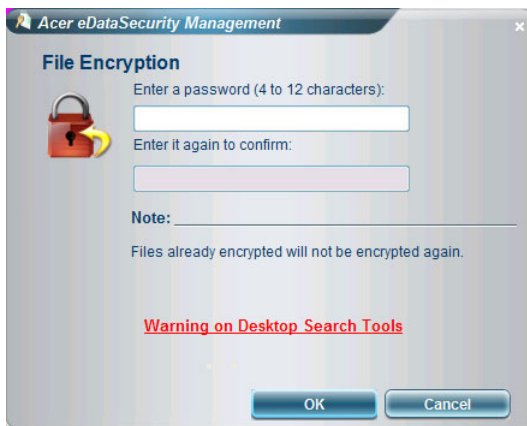 Acer eDataSecurity Management
File Encryption
Enter a password (4 to 12 characters):
Enter it again to confirm:
Note:
Files already encrypted will not be encrypted again.
Warning on Desktop Search Tools
OK
Cancel